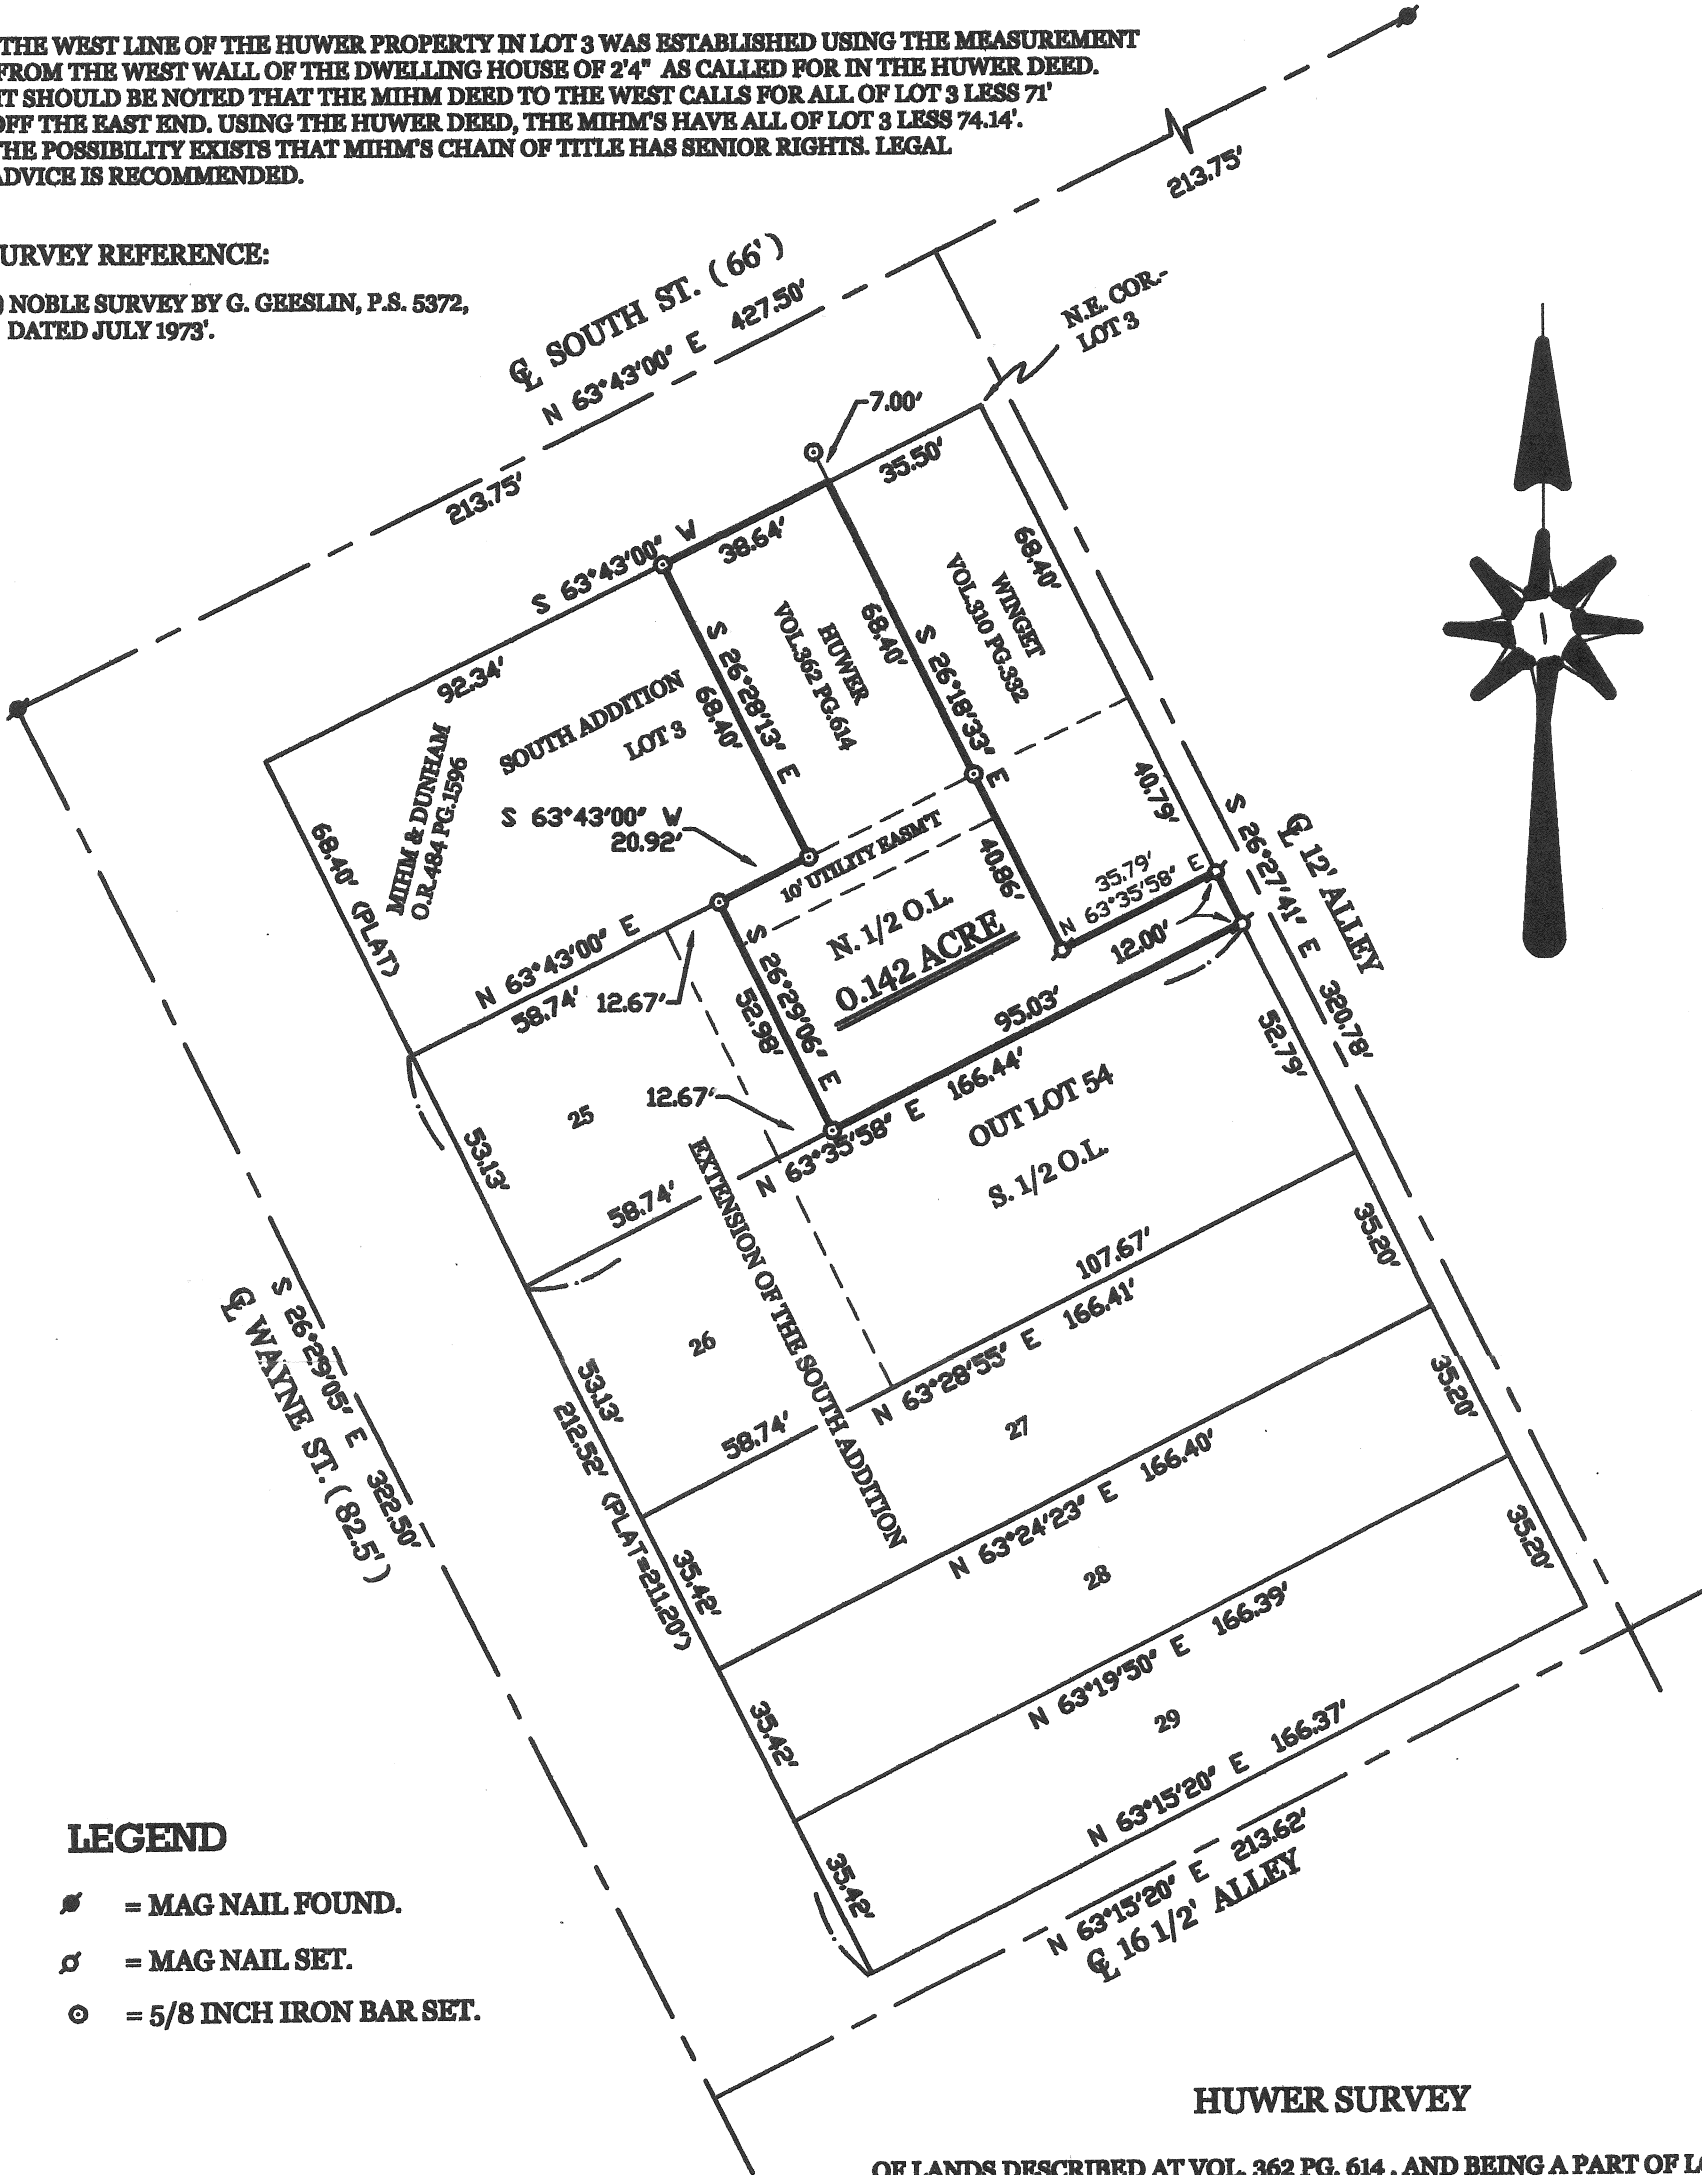 THE WEST LINE OF THE HUWER PROPERTY IN LOT 3 WAS ESTABLISHED USING THE MEASUREMENT
FROM THE WEST WALL OF THE DWELLING HOUSE OF 2'4" AS CALLED FOR IN THE HUWER DEED.
IT SHOULD BE NOTED THAT THE MIHM DEED TO THE WEST CALLS FOR ALL OF LOT 3 LESS 71'
OFF THE EAST END. USING THE HUWER DEED, THE MIHM'S HAVE ALL OF LOT 3 LESS 74.14'.
THE POSSIBILITY EXISTS THAT MIHM'S CHAIN OF TITLE HAS SENIOR RIGHTS. LEGAL
ADVICE IS RECOMMENDED.
URVEY REFERENCE:
) NOBLE SURVEY BY G. GEESLIN, P.S. 5372,
DATED JULY 1973'.
213.75'
℄ SOUTH ST. ( 66' )
N 63°43'00" E 427.50'
213.75'
N.E. COR.-
LOT 3
7.00'
35.50'
S 63°43'00" W
38.64'
92.34'
68.40'
WINGET
VOL.310 PG.332
68.40'
S 26°18'33" E
HUWER
VOL.362 PG.614
S 26°28'13" E
68.40'
SOUTH ADDITION
LOT 3
MIHM & DUNHAM
O.R.484 PG.1596
S 63°43'00" W
20.92'
68.40' (PLAT)
10' UTILITY EASM'T
40.79'
40.86'
35.79'
N 63°35'58" E
12.00'
S 26°27'41" E 320.78'
℄ 12' ALLEY
N. 1/2 O.L.
0.142 ACRE
N 63°43'00" E
58.74'
12.67'
S 26°29'06" E
52.98'
95.03'
N 63°35'58" E 166.44'
52.79'
12.67'
25
53.13'
58.74'
OUT LOT 54
S. 1/2 O.L.
EXTENSION OF THE SOUTH ADDITION
107.67'
N 63°28'55" E 166.41'
35.20'
℄ WAYNE ST. ( 82.5' )
S 26°29'05" E 322.50'
26
53.13'
58.74'
212.52' (PLAT=211.20')
27
35.20'
35.42'
N 63°24'23" E 166.40'
28
35.20'
35.42'
N 63°19'50" E 166.39'
29
35.42'
N 63°15'20" E 166.37'
N 63°15'20" E 213.62'
℄ 16 1/2' ALLEY
LEGEND
= MAG NAIL FOUND.
= MAG NAIL SET.
= 5/8 INCH IRON BAR SET.
HUWER SURVEY
OF LANDS DESCRIBED AT VOL. 362 PG. 614 , AND BEING A PART OF